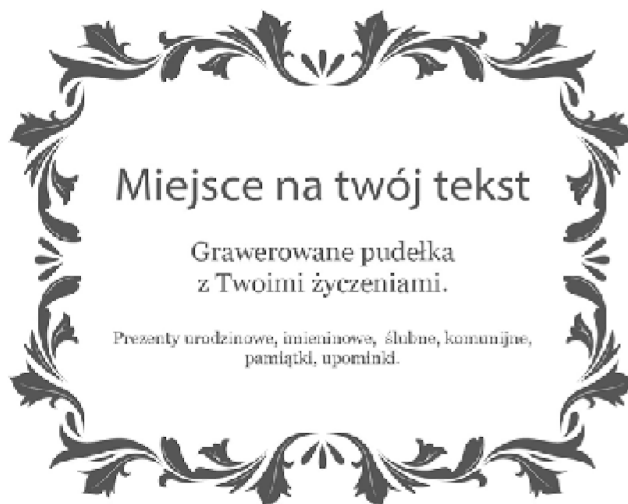 Miejsce na twój tekst
Grawerowane pudełka
z Twoimi życzeniami.
Prezenty urodzinowe, imieninowe, ślubne, komunijne,
pamiątki, upominki.